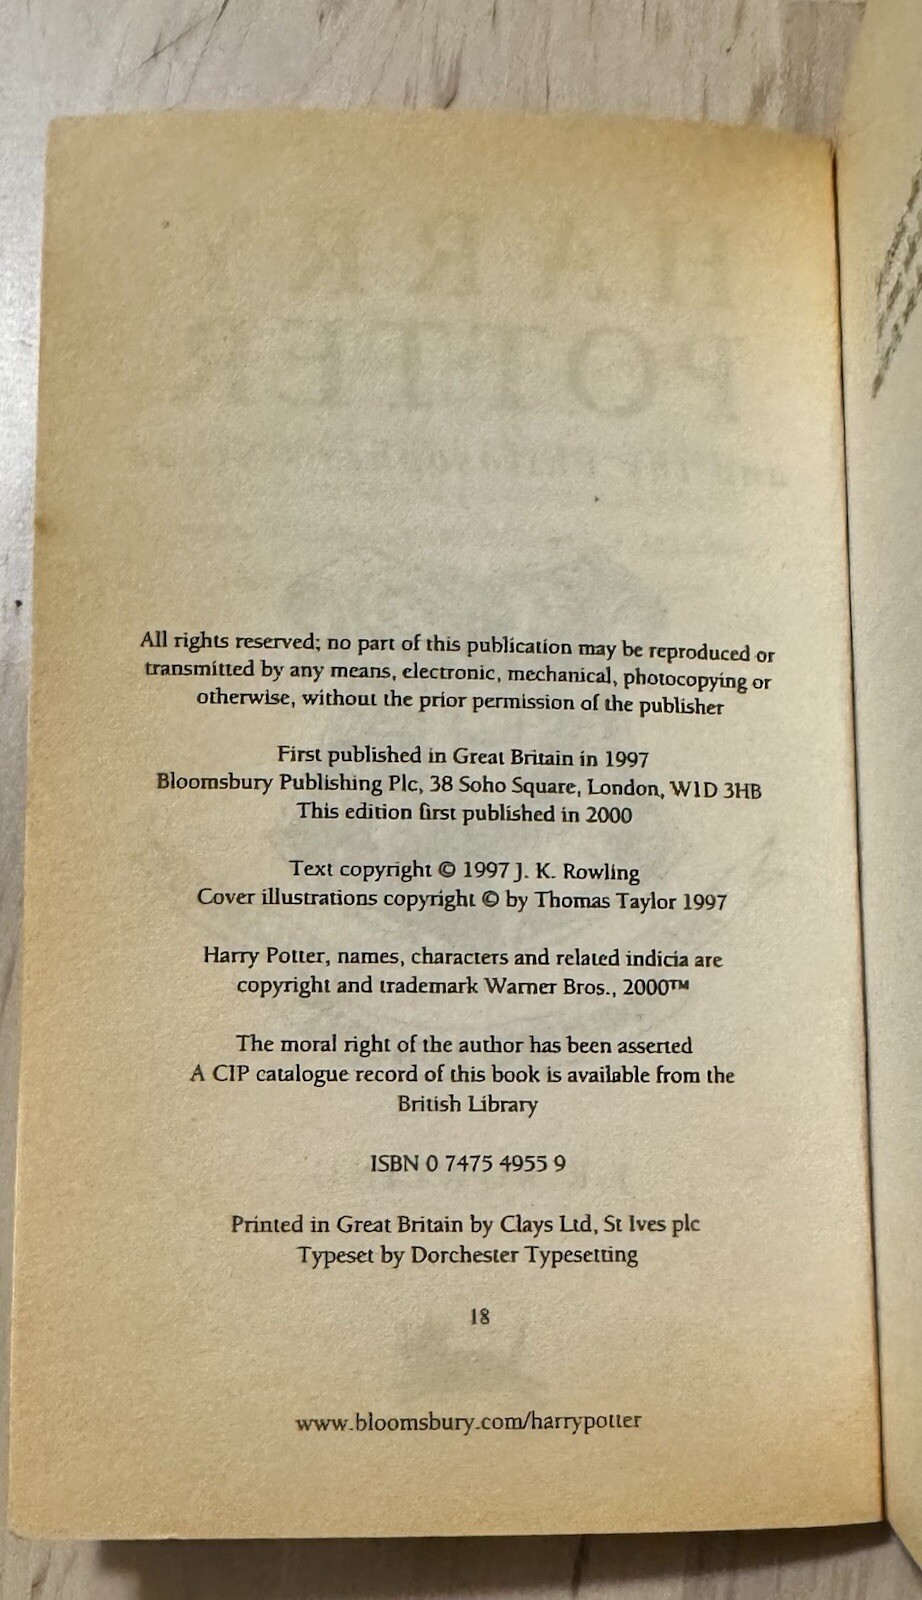 All rights reserved; no part of this publication may be reproduced or
transmitted by any means, electronic, mechanical, photocopying or
otherwise, without the prior permission of the publisher
First published in Great Britain in 1997
Bloomsbury Publishing Plc, 38 Soho Square, London, W1D 3HB
This edition first published in 2000
Text copyright © 1997 J. K. Rowling
Cover illustrations copyright © by Thomas Taylor 1997
Harry Potter, names, characters and related indicia are
copyright and trademark Warner Bros., 2000™
The moral right of the author has been asserted
A CIP catalogue record of this book is available from the
British Library
ISBN 0 7475 4955 9
Printed in Great Britain by Clays Ltd, St Ives plc
Typeset by Dorchester Typesetting
18
www.bloomsbury.com/harrypotter